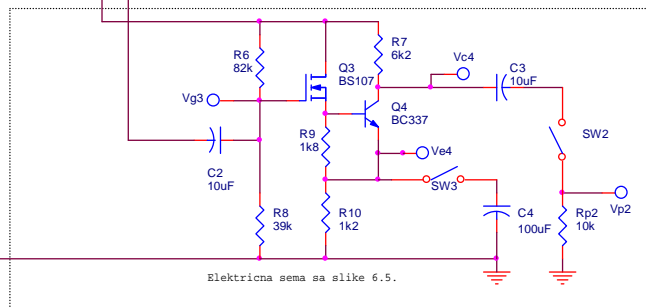 R6
82k
Q3
BS107
R7
6k2
Vc4
C3
10uF
Vg3
Q4
BC337
SW2
R9
1k8
Ve4
C2
10uF
SW3
R8
39k
R10
1k2
C4
100uF
Rp2
10k
Vp2
Elektricna sema sa slike 6.5.